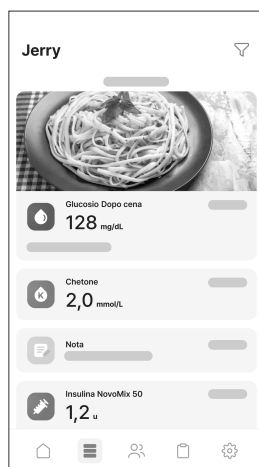 Jerry
Glucosio Dopo cena
128 mg/dL
Chetone
K
2,0 mmol/L
Nota
Insulina NovoMix 50
1,2 u